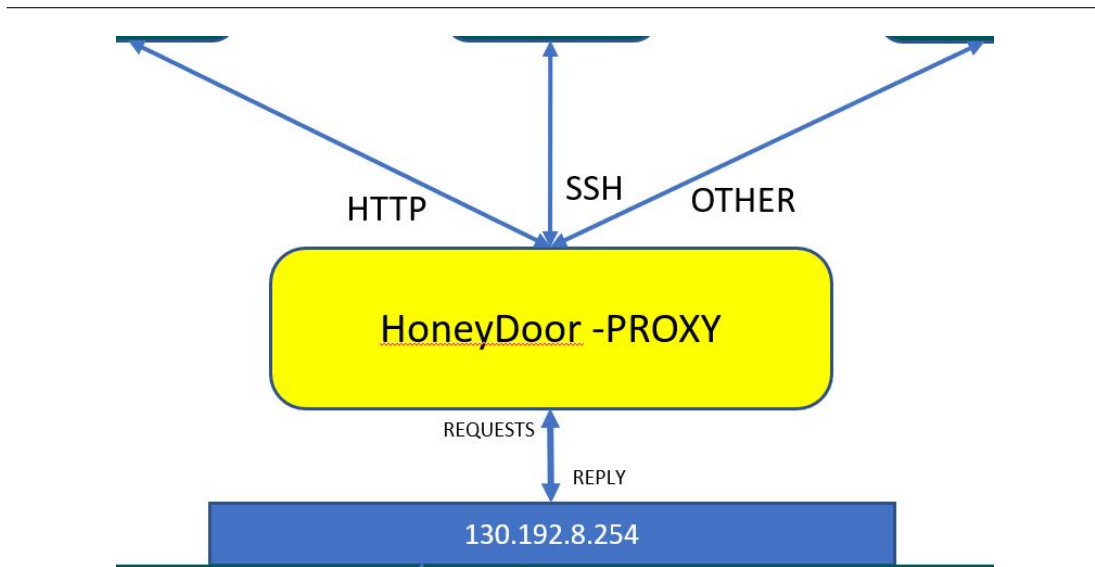 HTTP
SSH
OTHER
HoneyDoor -PROXY
REQUESTS
REPLY
130.192.8.254